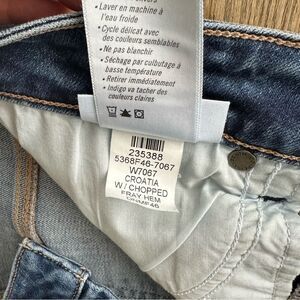 • Laver en machine à
l'eau froide
• Cycle délicat avec
des couleurs semblables
• Ne pas blanchir
• Séchage par culbutage à
basse température
• Retirer immédiatement
• Indigo va tacher des
couleurs claires
235388
5368F46-7067
W7067
CROATIA
W/ CHOPPED
FRAY HEM